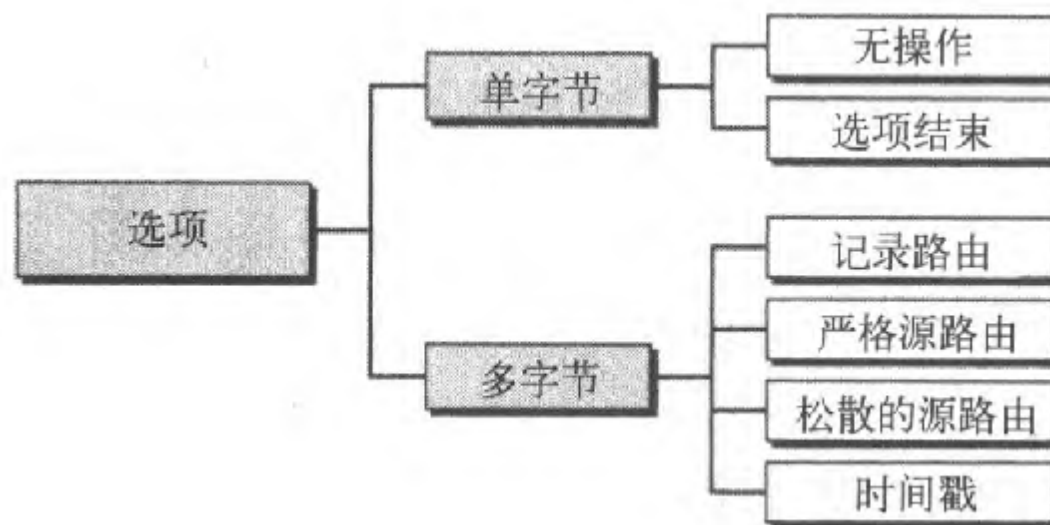 选项
单字节
无操作
选项结束
多字节
记录路由
严格源路由
松散的源路由
时间戳